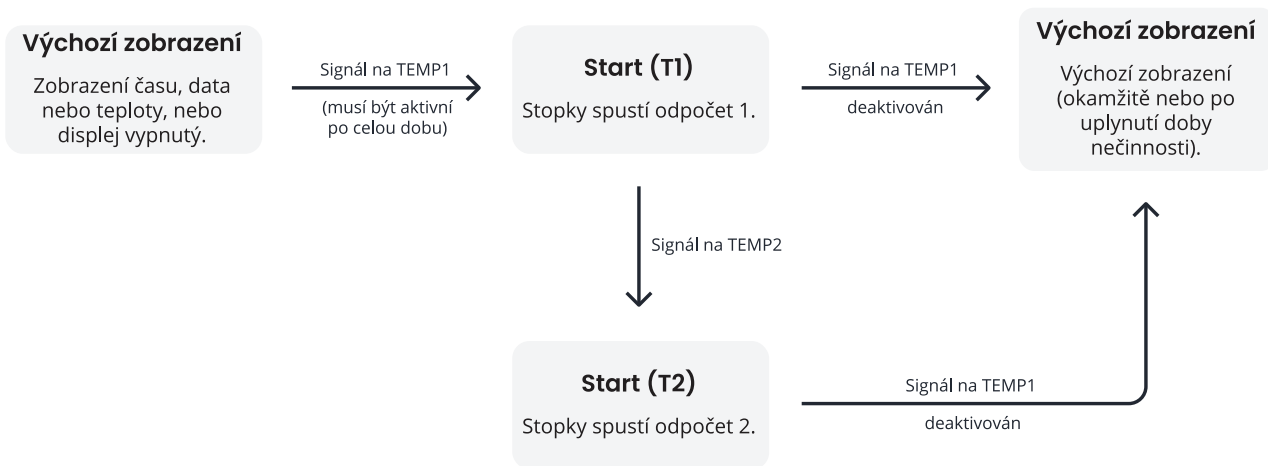 Výchozí zobrazení
Zobrazení času, data
nebo teploty, nebo
displej vypnutý.
Signál na TEMP1
(musí být aktivní
po celou dobu)
Start (T1)
Stopky spustí odpočet 1.
Signál na TEMP1
deaktivován
Výchozí zobrazení
Výchozí zobrazení
(okamžitě nebo po
uplynutí doby
nečinnosti).
Signál na TEMP2
Start (T2)
Stopky spustí odpočet 2.
Signál na TEMP1
deaktivován